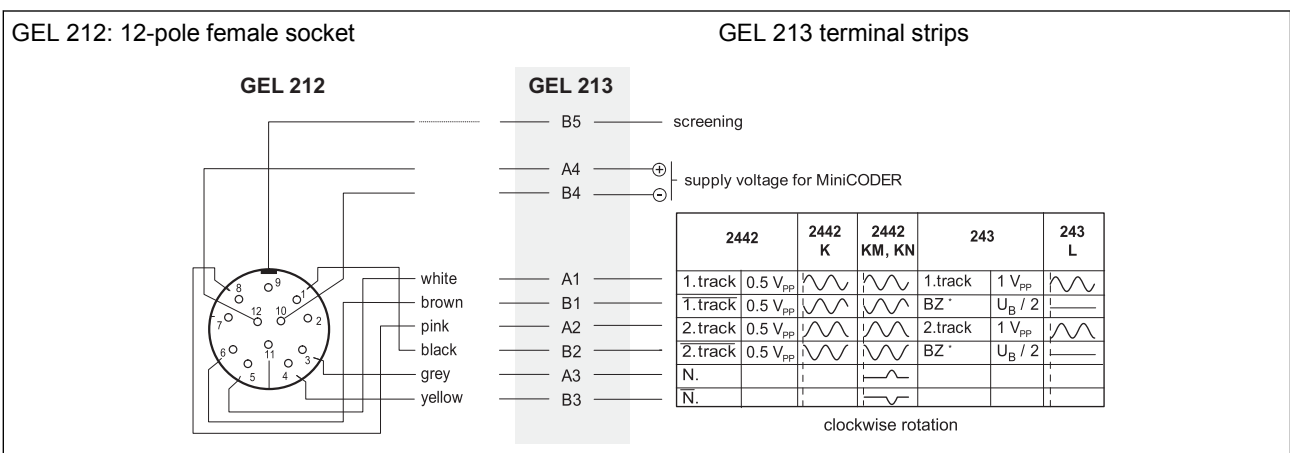 GEL 212: 12-pole female socket
GEL 213 terminal strips
GEL 212
GEL 213
B5 screening
A4 +
supply voltage for MiniCODER
B4 -
2442 2442 K 2442 KM, KN 243 243 L
white A1 1.track 0.5 VPP 1.track 1 VPP
brown B1 1.track 0.5 VPP BZ * UB / 2
pink A2 2.track 0.5 VPP 2.track 1 VPP
black B2 2.track 0.5 VPP BZ * UB / 2
grey A3 N.
yellow B3 N.
8 9 1
12 10
7 2
6 11 3
5 4
clockwise rotation